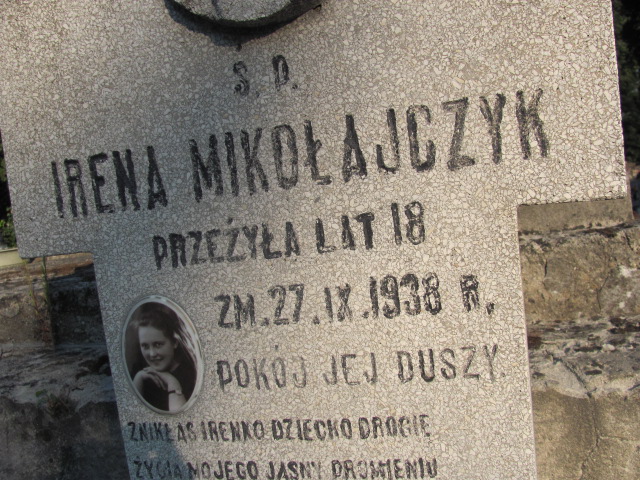 Ś. P.
IRENA MIKOŁAJCZYK
PRZEŻYŁA LAT 18
ZM. 27. IX. 1938 R.
POKÓJ JEJ DUSZY.
ZNIKŁAŚ IRENKO DZIECKO DROGIE
ŻYCIA MOJEGO JASNY PROMIENIU